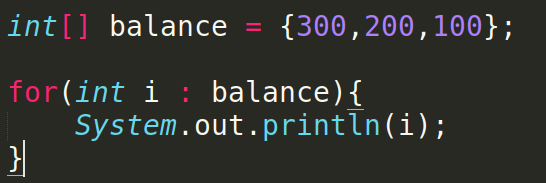 int[] balance = {300,200,100};
for(int i : balance){
    System.out.println(i);
}